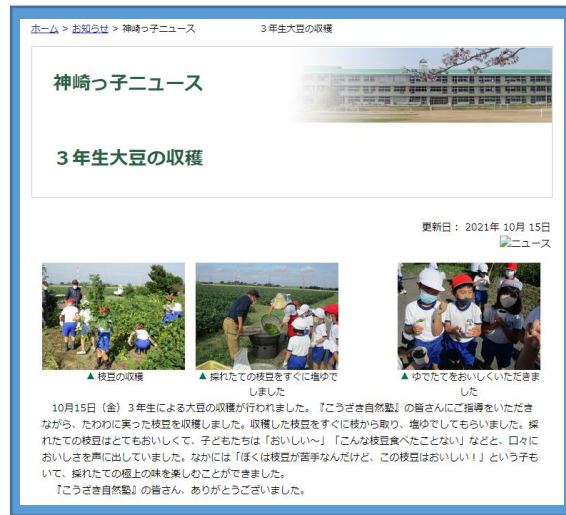 ホーム > お知らせ > 神崎っ子ニュース　３年生大豆の収穫
神崎っ子ニュース
３年生大豆の収穫
更新日： 2021年 10月 15日
ニュース
▲ 枝豆の収穫
▲ 採れたての枝豆をすぐに塩ゆで
しました
▲ ゆでたてをおいしくいただきま
した
10月15日（金）３年生による大豆の収穫が行われました。『こうざき自然塾』の皆さんにご指導をいただき
ながら、たわわに実った枝豆を収穫しました。収穫した枝豆をすぐに枝から取り、塩ゆでしてもらいました。採
れたての枝豆はとてもおいしくて、子どもたちは「おいしい～」「こんな枝豆食べたことない」などと、口々に
おいしさを声に出していました。なかには「ぼくは枝豆が苦手なんだけど、この枝豆はおいしい！」という子も
いて、採れたての極上の味を楽しむことができました。
『こうざき自然塾』の皆さん、ありがとうございました。